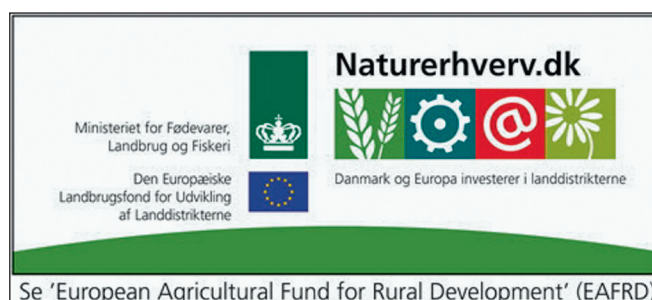 Naturerhverv.dk
Ministeriet for Fødevarer,
Landbrug og Fiskeri
Den Europæiske
Landbrugsfond for Udvikling
af Landdistrikterne
@
Danmark og Europa investerer i landdistrikterne
Se 'European Agricultural Fund for Rural Development' (EAFRD)